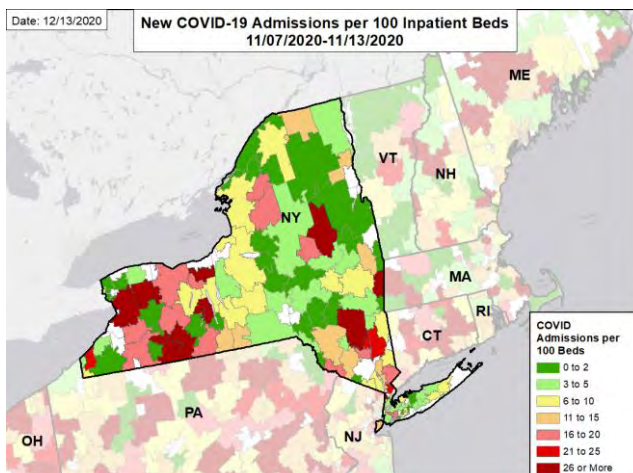 Date: 12/13/2020
New COVID-19 Admissions per 100 Inpatient Beds
11/07/2020-11/13/2020
ME
VT
NH
NY
MA
CT
RI
PA
OH
NJ
COVID
Admissions per
100 Beds
0 to 2
3 to 5
6 to 10
11 to 15
16 to 20
21 to 25
26 or More